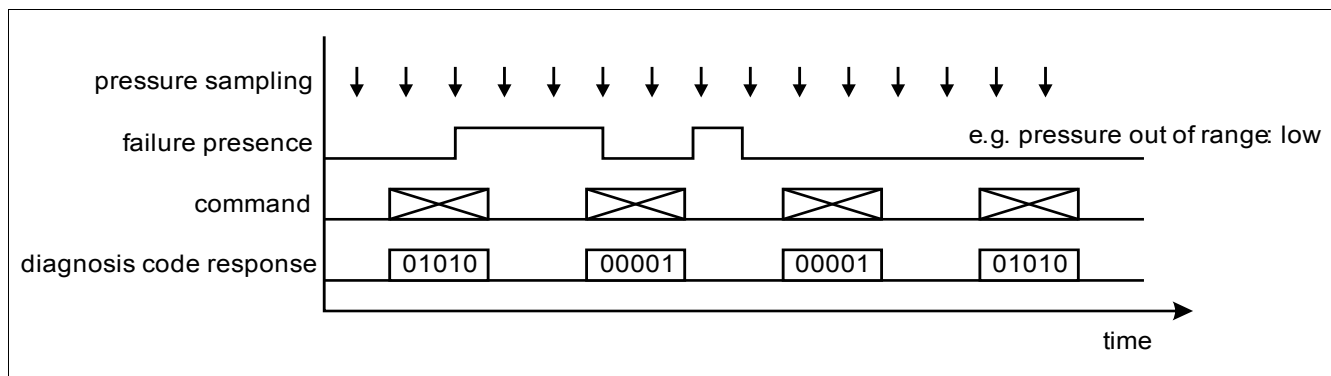 pressure sampling
failure presence
e.g. pressure out of range: low
command
diagnosis code response
01010
00001
00001
01010
time